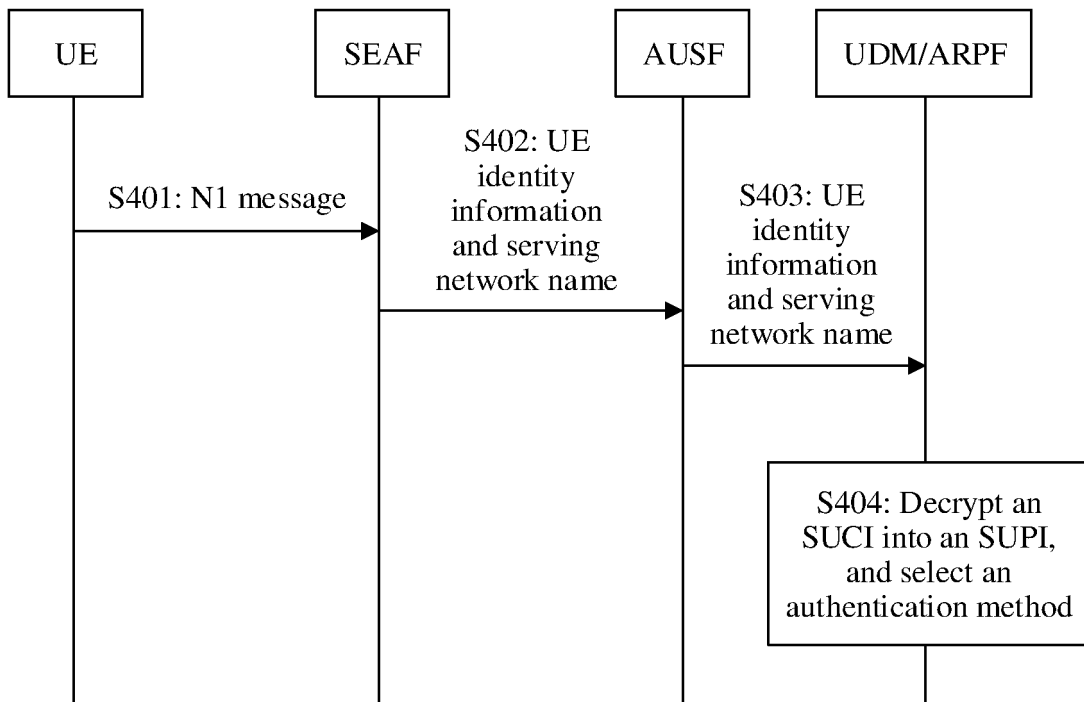 UE
SEAF
AUSF
UDM/ARPF
S401: N1 message
S402: UE
identity
information
and serving
network name
S403: UE
identity
information
and serving
network name
S404: Decrypt an
SUCI into an SUPI,
and select an
authentication method